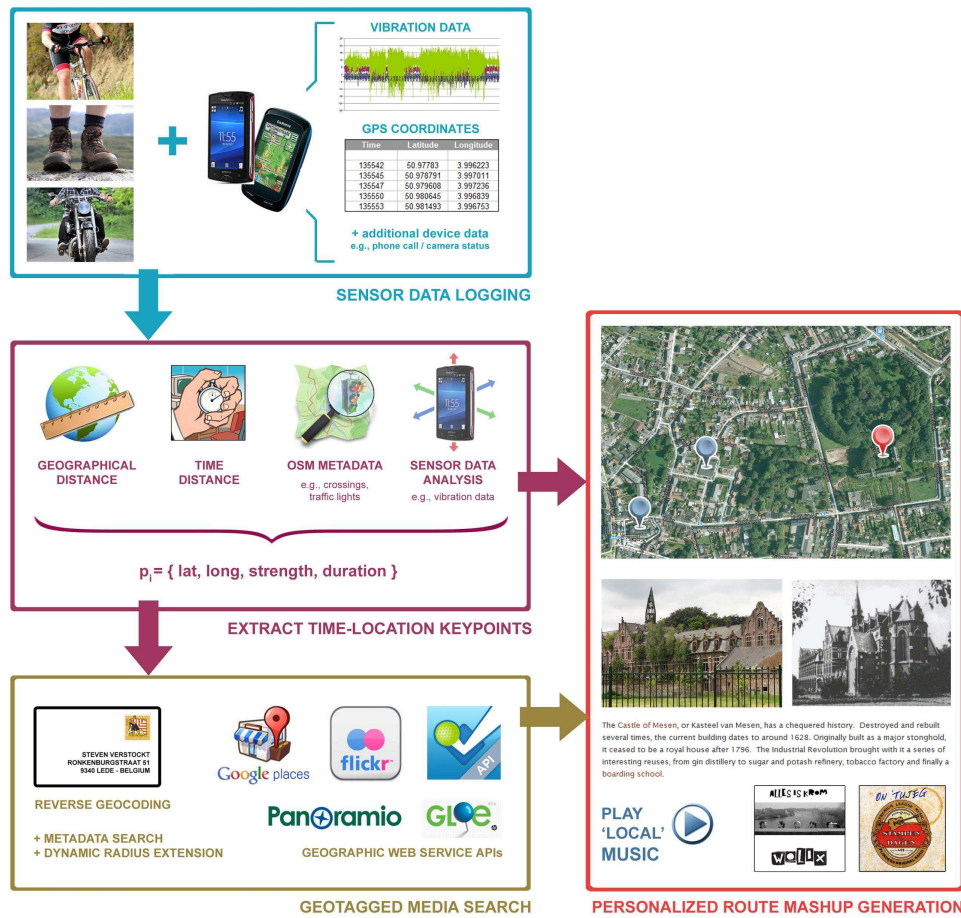 VIBRATION DATA
GPS COORDINATES
Time Latitude Longitude
135542 50.97783 3.996223
135545 50.978791 3.997011
135547 50.979608 3.997236
135550 50.980645 3.996839
135553 50.981493 3.996753
+ additional device data
e.g., phone call / camera status
11:55
SENSOR DATA LOGGING
11:55
GEOGRAPHICAL
DISTANCE
TIME
DISTANCE
OSM METADATA
e.g., crossings,
traffic lights
SENSOR DATA
ANALYSIS
e.g., vibration data
pi = { lat, long, strength, duration }
EXTRACT TIME-LOCATION KEYPOINTS
STEVEN VERSTOCKT
RONKENBURGSTRAAT 51
9340 LEDE - BELGIUM
REVERSE GEOCODING
+ METADATA SEARCH
+ DYNAMIC RADIUS EXTENSION
Google places
flickr
API
Panoramio
GLOe
GEOGRAPHIC WEB SERVICE APIs
GEOTAGGED MEDIA SEARCH
The Castle of Mesen, or Kasteel van Mesen, has a chequered history. Destroyed and rebuilt
several times, the current building dates to around 1628. Originally built as a major stonghold,
it ceased to be a royal house after 1796. The Industrial Revolution brought with it a series of
interesting reuses, from gin distillery to sugar and potash refinery, tobacco factory and finally a
boarding school.
PLAY
'LOCAL'
MUSIC
ALLES IS KROM
WOLIX
ON TUJEG
STAMPEN
HAGEN
PERSONALIZED ROUTE MASHUP GENERATION